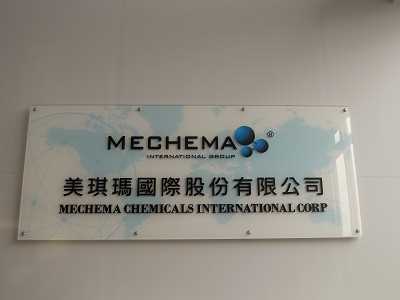 MECHEMA®
INTERNATIONAL GROUP
美琪瑪國際股份有限公司
MECHEMA CHEMICALS INTERNATIONAL CORP